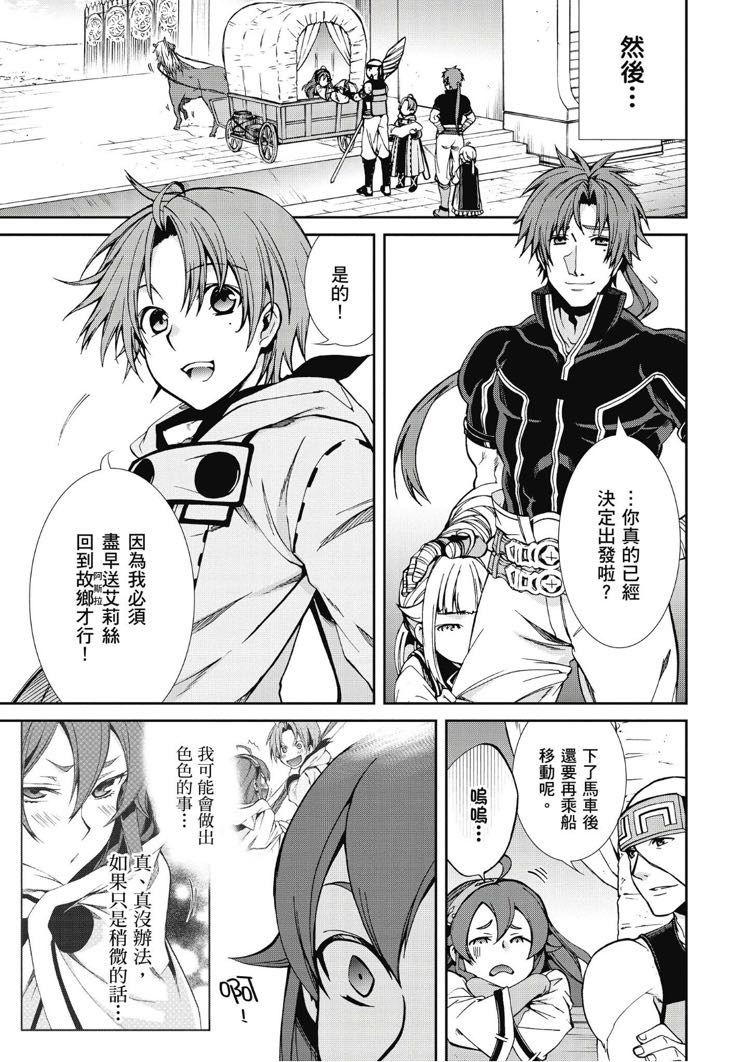 然後…
…你真的已經
決定出發啦？
是的！
因為我必須
盡早送艾莉絲
回到故鄉才行！
阿斯拉
下了馬車後
還要再乘船
移動呢。
嗚嗚…
我可能會做出
色色的事…
真、真沒辦法，
如果只是稍微的話…